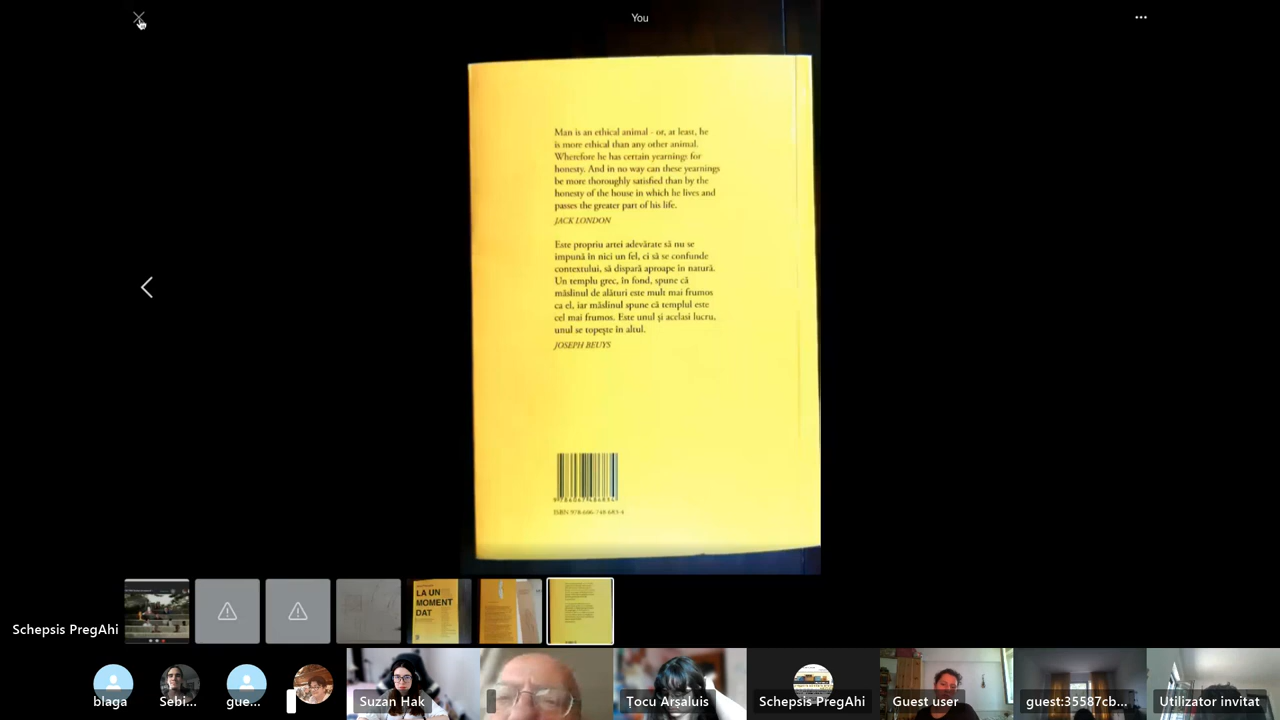 You
Man is an ethical animal - or, at least, he
is more ethical than any other animal.
Wherefore he has certain yearnings for
honesty. And in no way can these yearnings
be more thoroughly satisfied than by the
honesty of the house in which he lives and
passes the greater part of his life.
JACK LONDON
Este propriu artei adevărate să nu se
impună în nici un fel, ci să se confunde
contextului, să dispară aproape în natură.
Un templu grec, în fond, spune că
măslinul de alături este mult mai frumos
ca el, iar măslinul spune că templul este
cel mai frumos. Este unul și acelasi lucru,
unul se topește în altul.
JOSEPH BEUYS
ISBN
LA UN
MOMENT
DAT
Schepsis PregAhi
Sebi...
gue...
Suzan Hak
Tocu Arșaluis
Schepsis PregAhi
Guest user
guest:35587cb...
Utilizator invitat